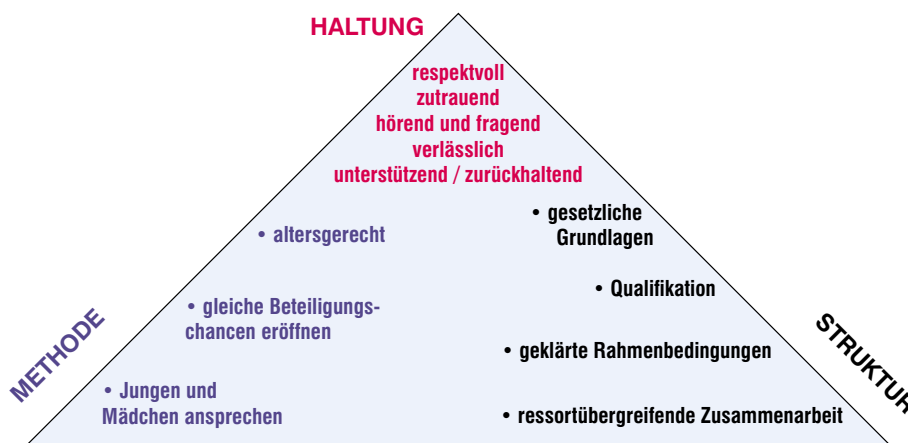 HALTUNG
respektvoll
zutrauend
hörend und fragend
verlässlich
unterstützend / zurückhaltend
METHODE
• altersgerecht
• gleiche Beteiligungs-
chancen eröffnen
• Jungen und
Mädchen ansprechen
STRUKTUR
• gesetzliche
Grundlagen
• Qualifikation
• geklärte Rahmenbedingungen
• ressortübergreifende Zusammenarbeit